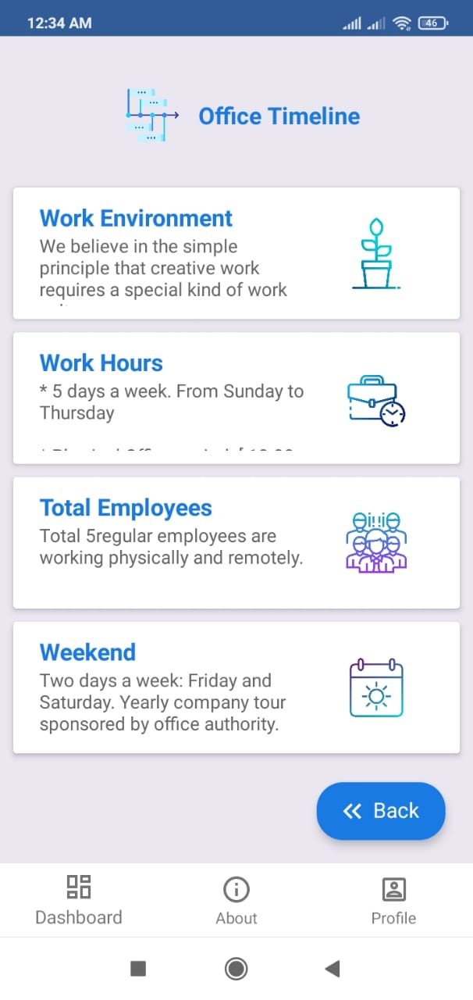 12:34 AM
46
Office Timeline
Work Environment
We believe in the simple
principle that creative work
requires a special kind of work
Work Hours
* 5 days a week. From Sunday to
Thursday
Total Employees
Total 5regular employees are
working physically and remotely.
Weekend
Two days a week: Friday and
Saturday. Yearly company tour
sponsored by office authority.
Back
Dashboard
About
Profile